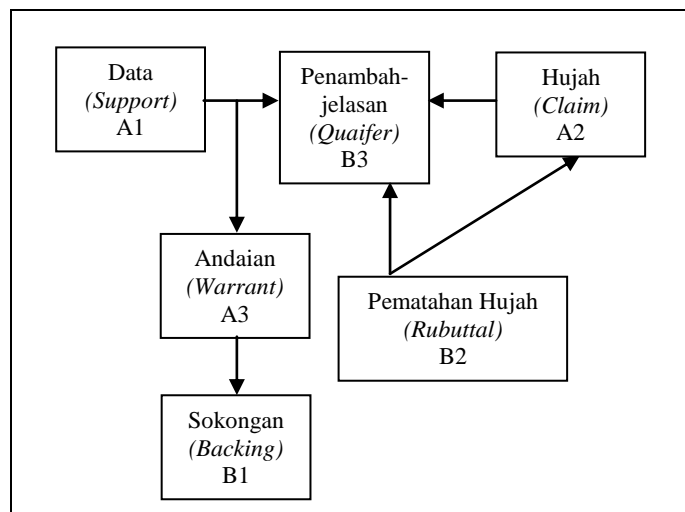 Data
(Support)
A1
Penambah-
jelasan
(Quaifer)
B3
Hujah
(Claim)
A2
Andaian
(Warrant)
A3
Pematahan Hujah
(Rubuttal)
B2
Sokongan
(Backing)
B1